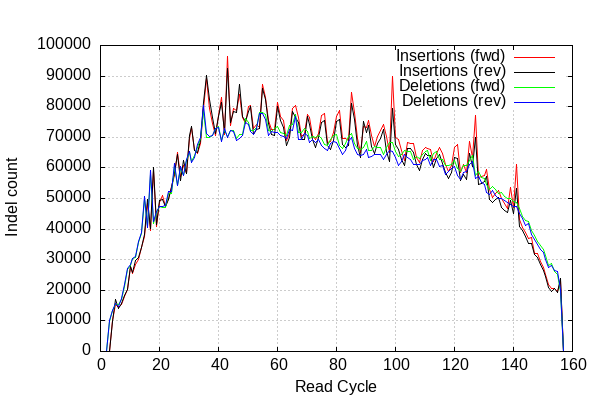 100000
90000
80000
70000
60000
50000
40000
30000
20000
10000
0
Indel count
Insertions (fwd)
Insertions (rev)
Deletions (fwd)
Deletions (rev)
0 20 40 60 80 100 120 140 160
Read Cycle